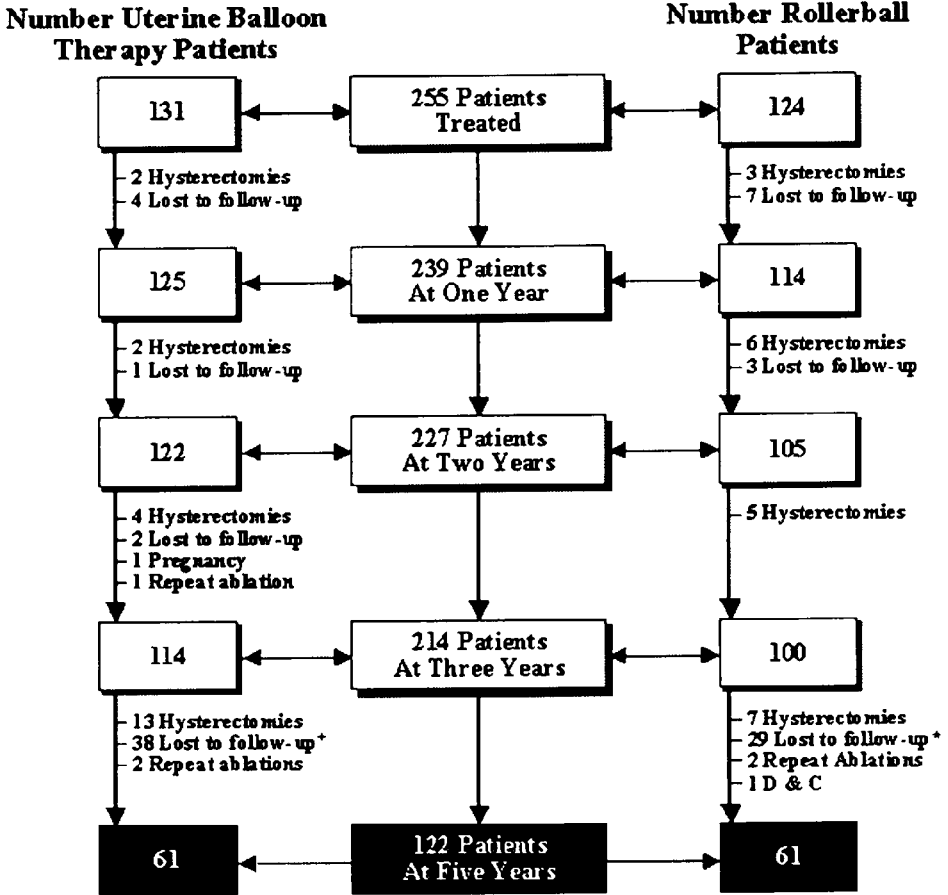 Number Uterine Balloon
Therapy Patients
Number Rollerball
Patients
131
255 Patients
Treated
124
2 Hysterectomies
4 Lost to follow-up
3 Hysterectomies
7 Lost to follow-up
125
239 Patients
At One Year
114
2 Hysterectomies
1 Lost to follow-up
6 Hysterectomies
3 Lost to follow-up
122
227 Patients
At Two Years
105
4 Hysterectomies
2 Lost to follow-up
1 Pregnancy
1 Repeat ablation
5 Hysterectomies
114
214 Patients
At Three Years
100
13 Hysterectomies
38 Lost to follow-up+
2 Repeat ablations
7 Hysterectomies
29 Lost to follow-up*
2 Repeat Ablations
1 D & C
61
122 Patients
At Five Years
61